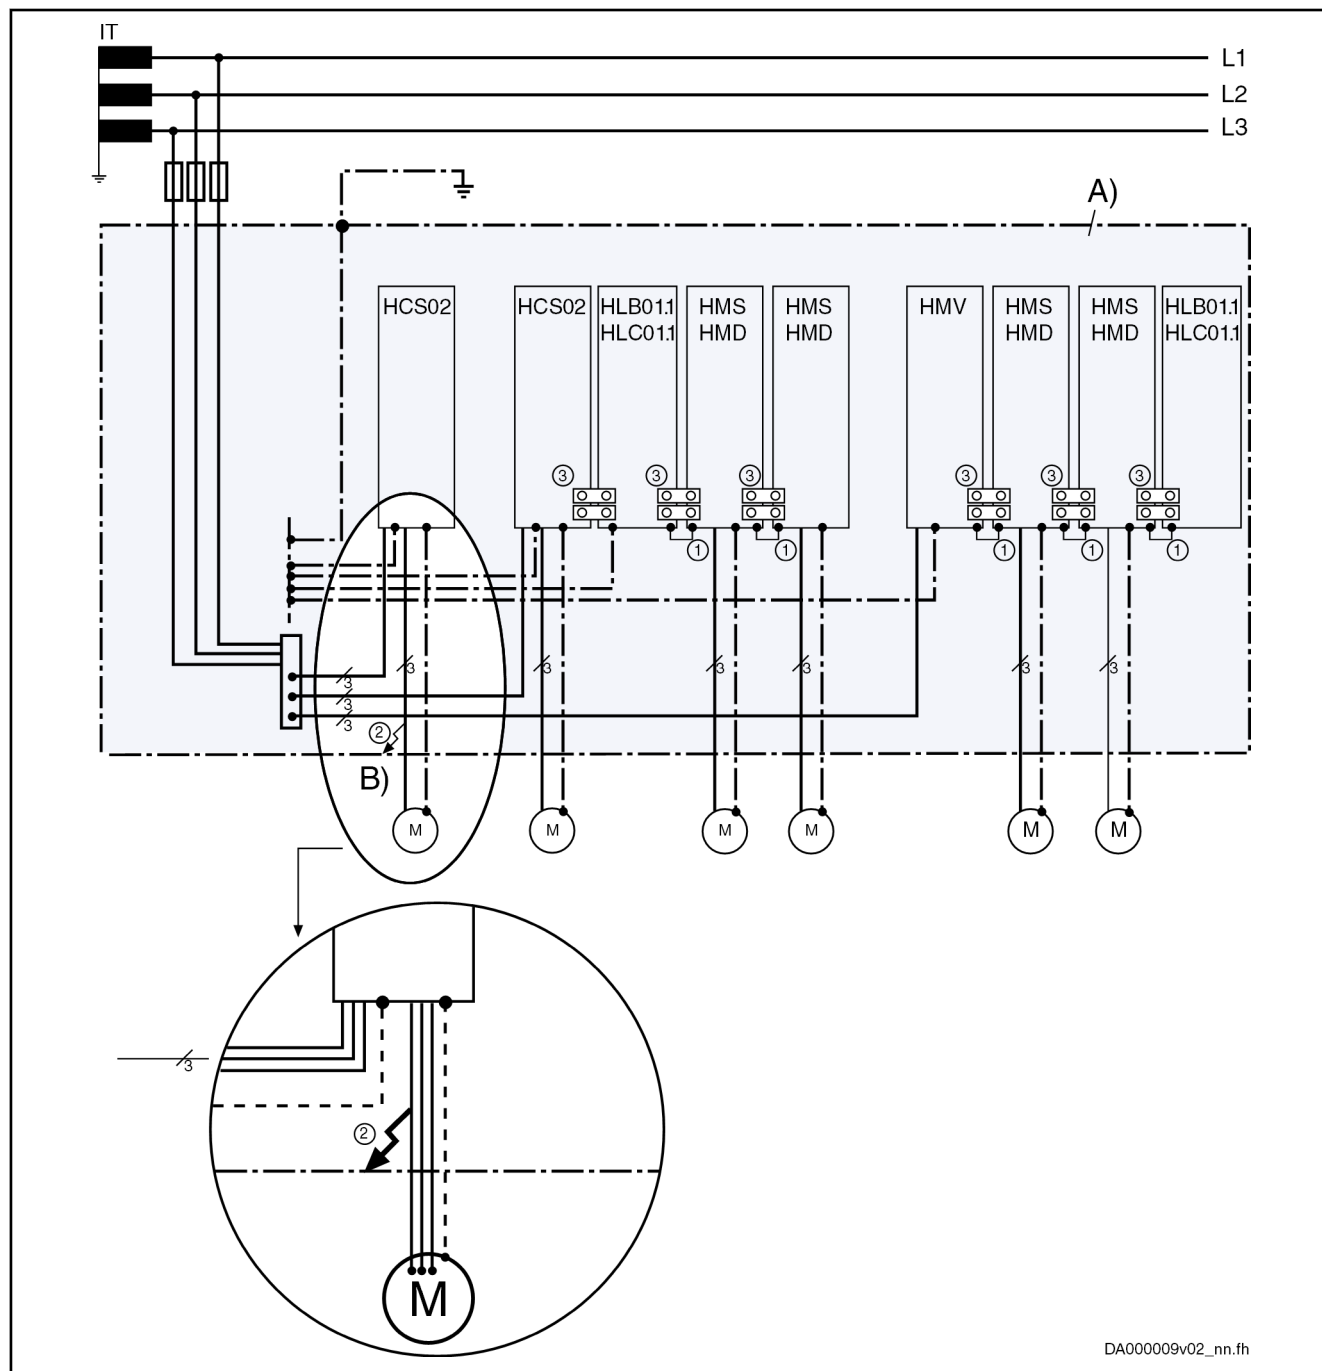 IT
L1
L2
L3
A)
HCS02
HCS02
HLB01.1
HLC01.1
HMS
HMD
HMS
HMD
HMV
HMS
HMD
HMS
HMD
HLB01.1
HLC01.1
3
3
3
3
3
3
1
1
1
1
1
3
3
3
3
3
3
3
3
3
2
B)
M
M
M
M
M
M
3
2
M
DA000009v02_nn.fh